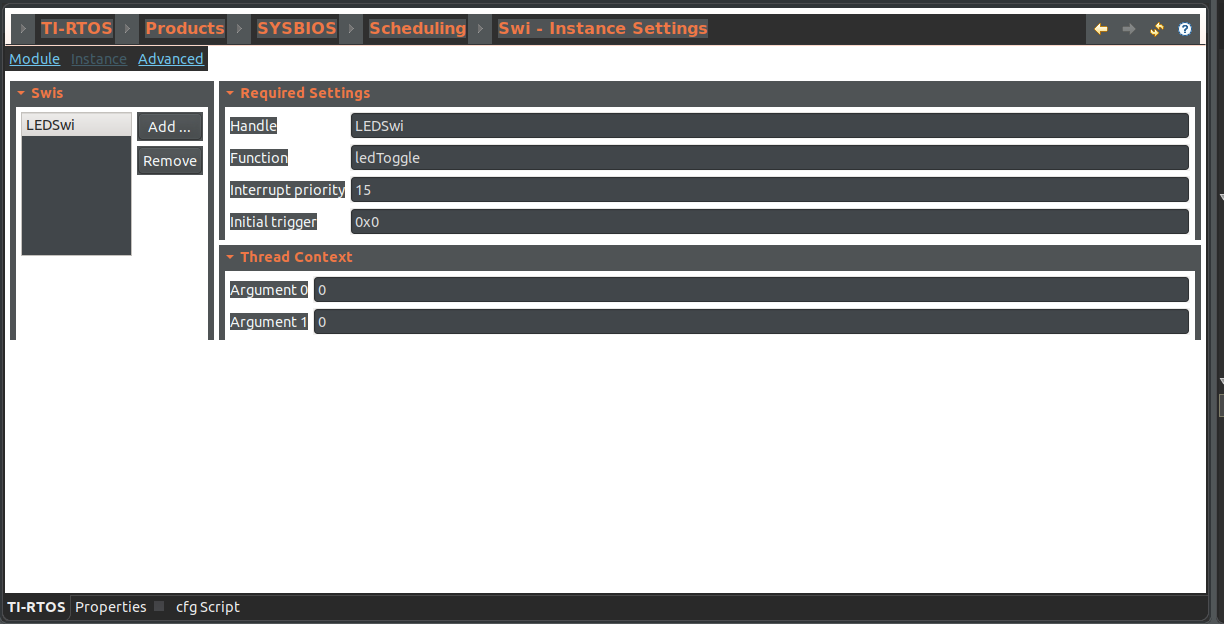 TI-RTOS Products SYSBIOS Scheduling Swi - Instance Settings
Module Instance Advanced
Swis
LEDSwi
Add ...
Remove
Required Settings
Handle LEDSwi
Function ledToggle
Interrupt priority 15
Initial trigger 0x0
Thread Context
Argument 0 0
Argument 1 0
TI-RTOS Properties cfg Script